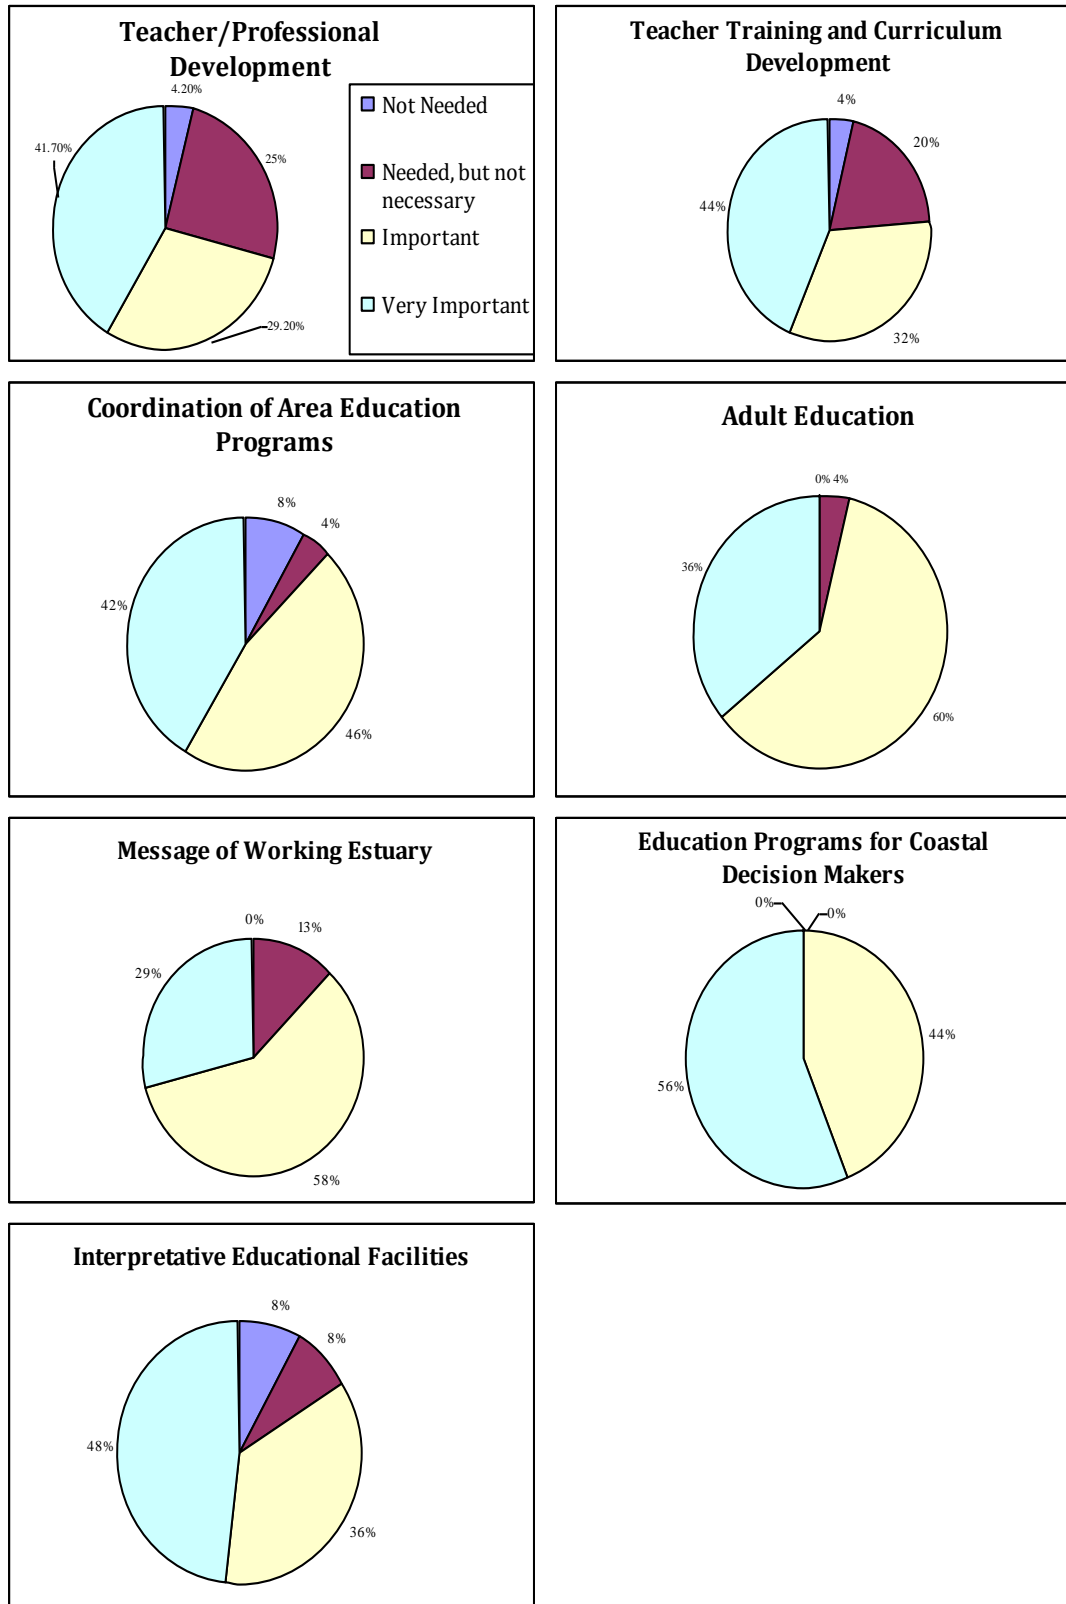 Teacher/Professional
Development
4.20%
25%
29.20%
41.70%
Not Needed
Needed, but not
necessary
Important
Very Important
Teacher Training and Curriculum
Development
4%
20%
32%
44%
Coordination of Area Education
Programs
8%
4%
46%
42%
Adult Education
0% 4%
60%
36%
Message of Working Estuary
0%
13%
58%
29%
Education Programs for Coastal
Decision Makers
0%
0%
44%
56%
Interpretative Educational Facilities
8%
8%
36%
48%